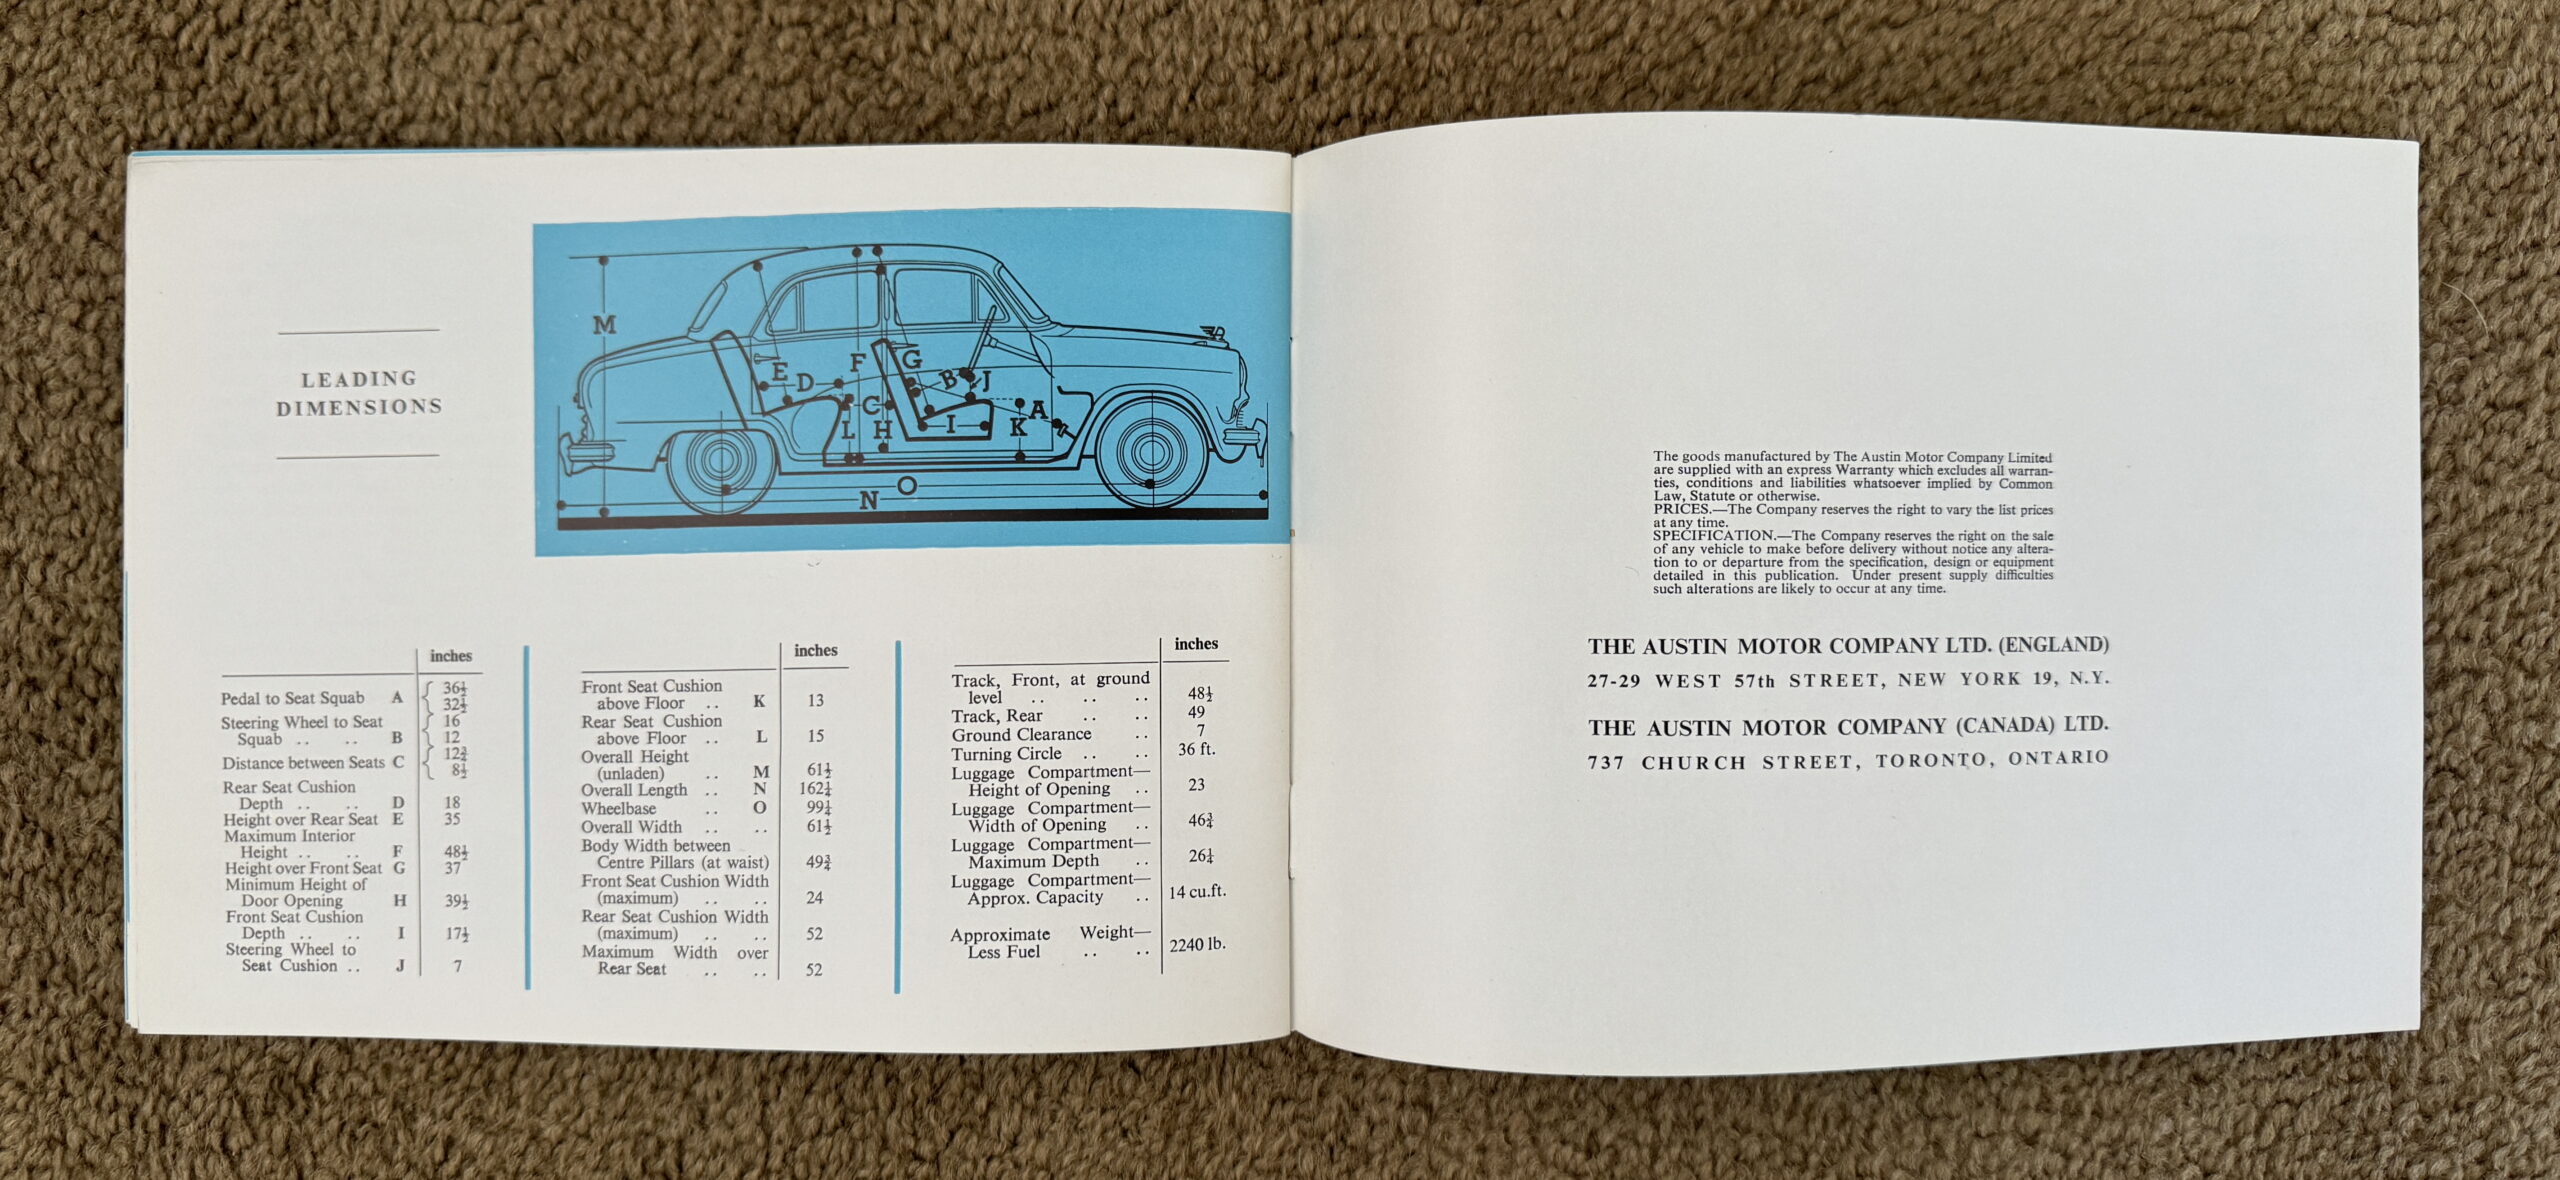 LEADING
DIMENSIONS
M
E
D
F
G
B
J
C
A
L
H
I
K
O
N
inches
Pedal to Seat Squab A { 36½
32½
Steering Wheel to Seat { 16
Squab .. .. B 12
Distance between Seats C { 12¾
8½
Rear Seat Cushion
Depth .. .. D 18
Height over Rear Seat E 35
Maximum Interior
Height .. .. F 48½
Height over Front Seat G 37
Minimum Height of
Door Opening H 39½
Front Seat Cushion
Depth .. .. I 17½
Steering Wheel to
Seat Cushion .. J 7
inches
Front Seat Cushion
above Floor .. K 13
Rear Seat Cushion
above Floor .. L 15
Overall Height
(unladen) .. M 61½
Overall Length .. N 162¼
Wheelbase .. O 99¼
Overall Width .. .. 61½
Body Width between
Centre Pillars (at waist) 49¾
Front Seat Cushion Width
(maximum) .. .. 24
Rear Seat Cushion Width
(maximum) .. .. 52
Maximum Width over
Rear Seat .. .. 52
inches
Track, Front, at ground
level .. .. .. 48½
Track, Rear .. .. 49
Ground Clearance .. 7
Turning Circle .. .. 36 ft.
Luggage Compartment—
Height of Opening .. 23
Luggage Compartment—
Width of Opening .. 46¾
Luggage Compartment—
Maximum Depth .. 26¼
Luggage Compartment—
Approx. Capacity .. 14 cu.ft.
Approximate Weight—
Less Fuel .. .. 2240 lb.
The goods manufactured by The Austin Motor Company Limited
are supplied with an express Warranty which excludes all warran-
ties, conditions and liabilities whatsoever implied by Common
Law, Statute or otherwise.
PRICES.—The Company reserves the right to vary the list prices
at any time.
SPECIFICATION.—The Company reserves the right on the sale
of any vehicle to make before delivery without notice any altera-
tion to or departure from the specification, design or equipment
detailed in this publication. Under present supply difficulties
such alterations are likely to occur at any time.
THE AUSTIN MOTOR COMPANY LTD. (ENGLAND)
27-29 WEST 57th STREET, NEW YORK 19, N.Y.
THE AUSTIN MOTOR COMPANY (CANADA) LTD.
737 CHURCH STREET, TORONTO, ONTARIO